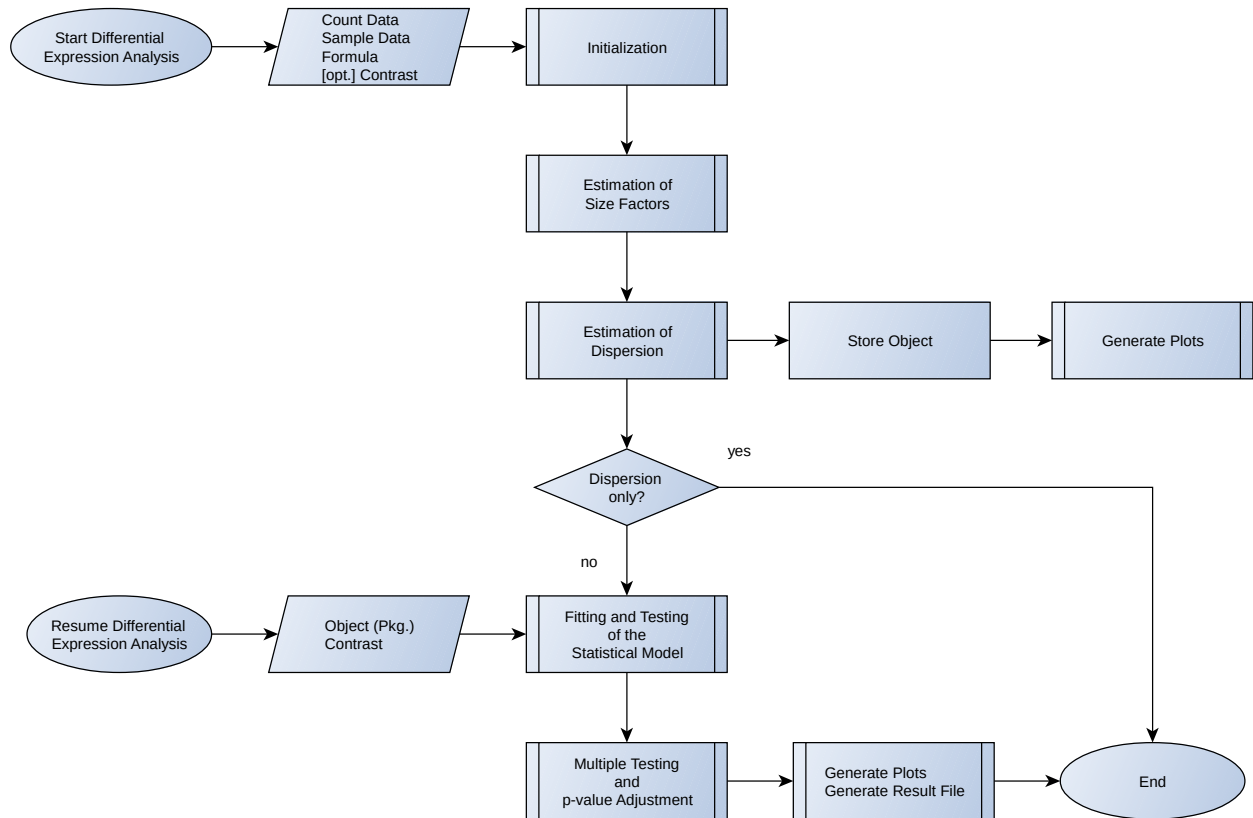 Start Differential
Expression Analysis
Count Data
Sample Data
Formula
[opt.] Contrast
Initialization
Estimation of
Size Factors
Estimation of
Dispersion
Store Object
Generate Plots
Dispersion
only?
yes
no
Resume Differential
Expression Analysis
Object (Pkg.)
Contrast
Fitting and Testing
of the
Statistical Model
Multiple Testing
and
p-value Adjustment
Generate Plots
Generate Result File
End